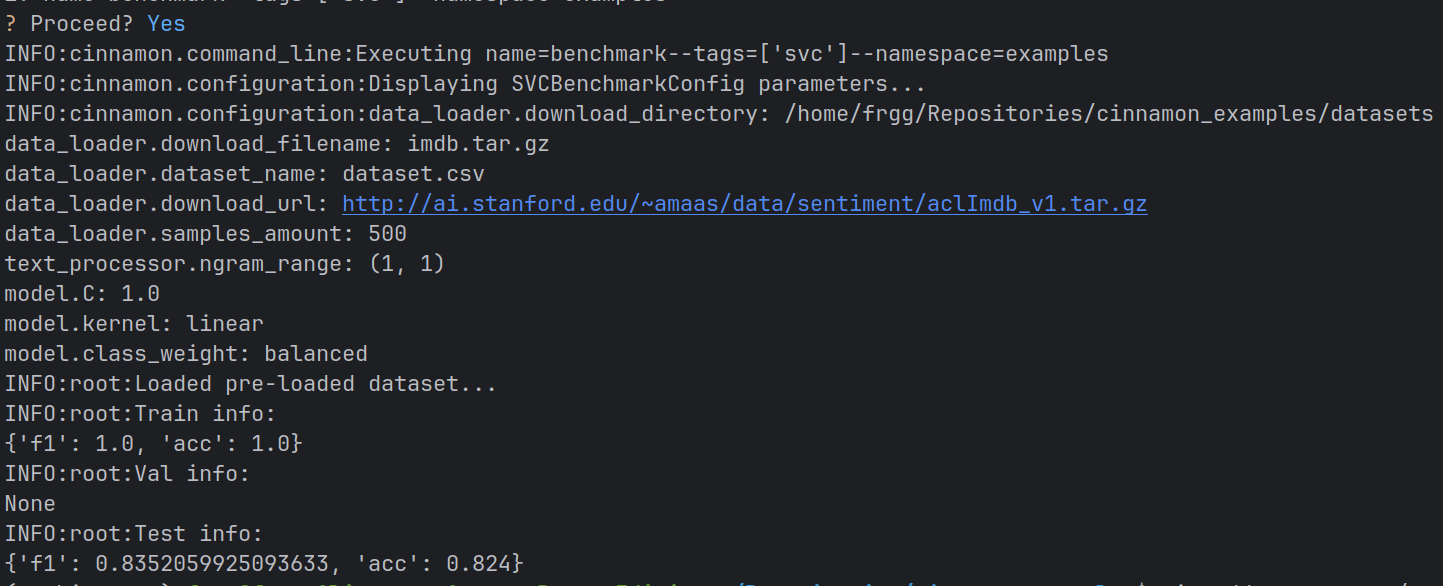 ? Proceed? Yes
INFO:cinnamon.command_line:Executing name=benchmark--tags=['svc']--namespace=examples
INFO:cinnamon.configuration:Displaying SVCBenchmarkConfig parameters...
INFO:cinnamon.configuration:data_loader.download_directory: /home/frgg/Repositories/cinnamon_examples/datasets
data_loader.download_filename: imdb.tar.gz
data_loader.dataset_name: dataset.csv
data_loader.download_url: http://ai.stanford.edu/~amaas/data/sentiment/aclImdb_v1.tar.gz
data_loader.samples_amount: 500
text_processor.ngram_range: (1, 1)
model.C: 1.0
model.kernel: linear
model.class_weight: balanced
INFO:root:Loaded pre-loaded dataset...
INFO:root:Train info:
{'f1': 1.0, 'acc': 1.0}
INFO:root:Val info:
None
INFO:root:Test info:
{'f1': 0.8352059925093633, 'acc': 0.824}